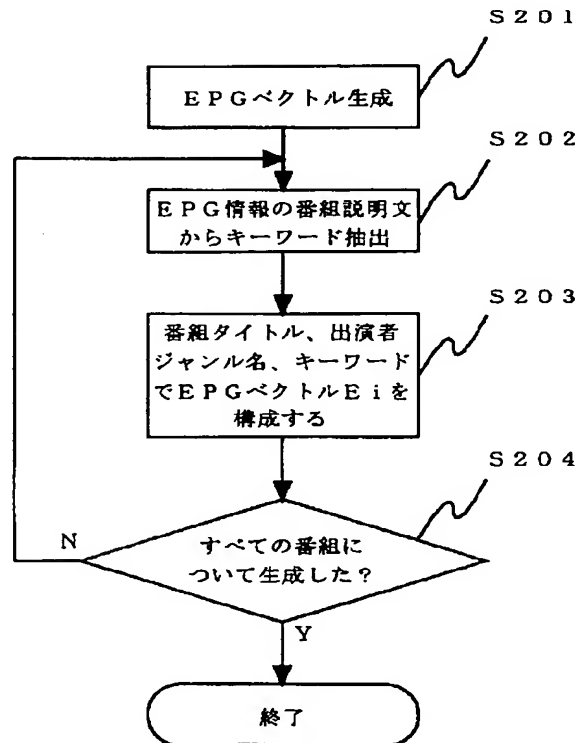 S201
EPGベクトル生成
S202
EPG情報の番組説明文
からキーワード抽出
S203
番組タイトル、出演者
ジャンル名、キーワード
でEPGベクトルEiを
構成する
S204
N
すべての番組に
ついて生成した？
Y
終了